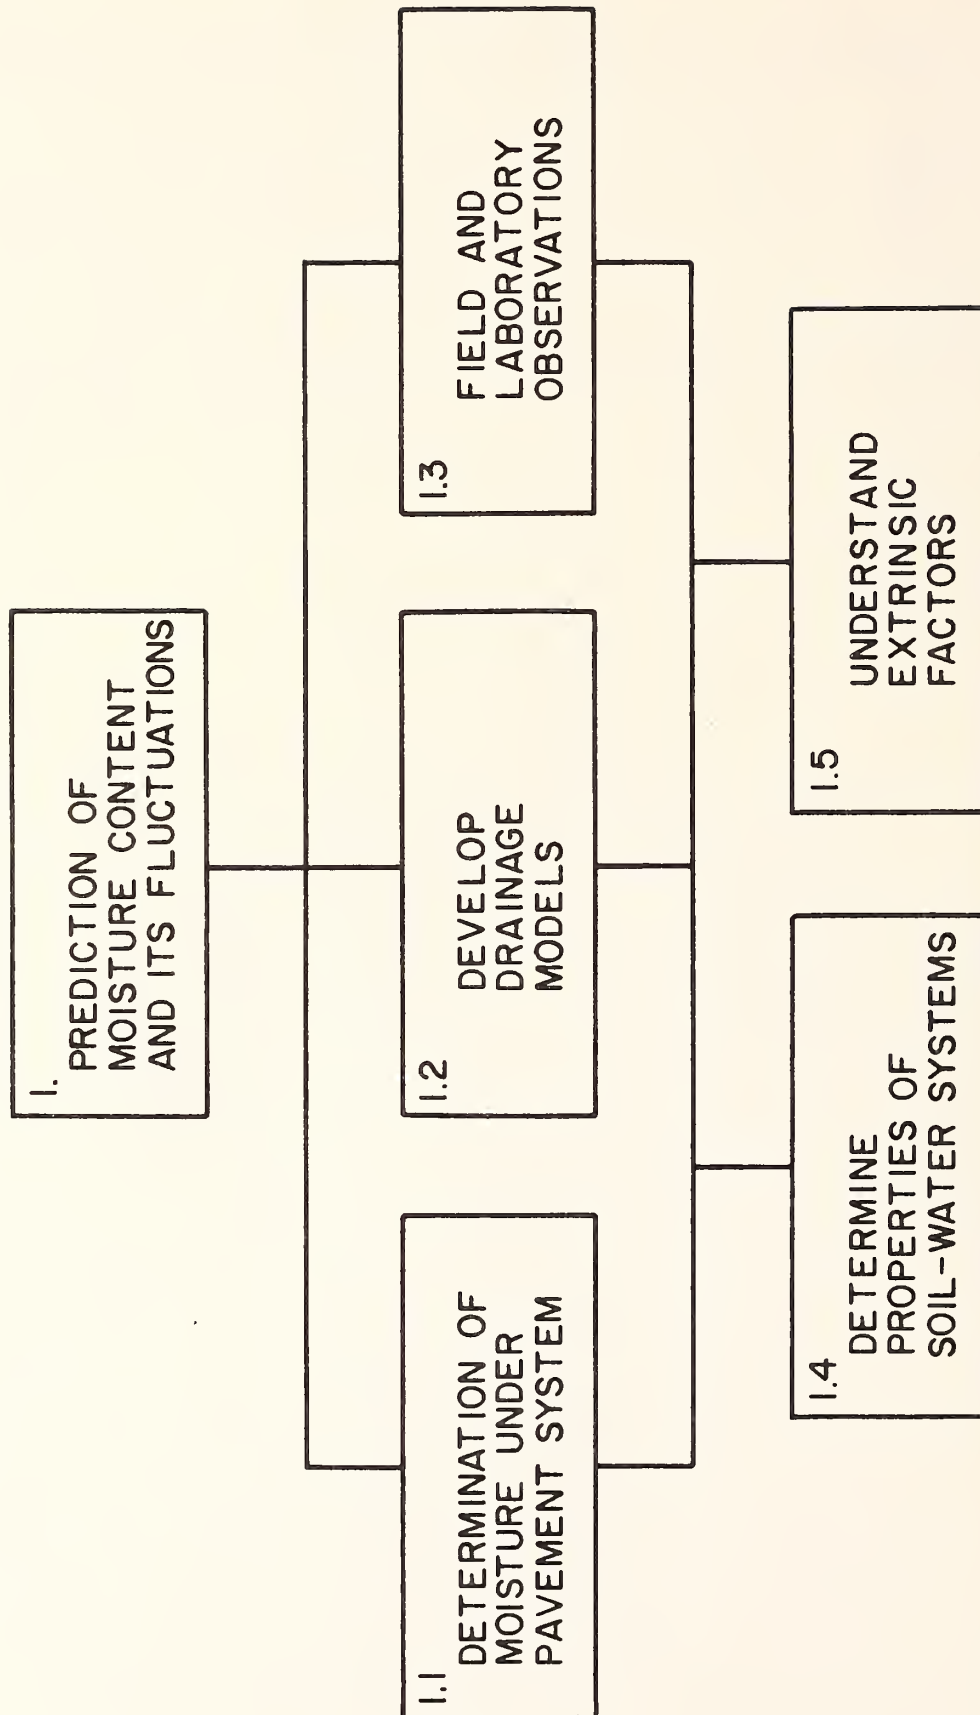 1.
PREDICTION OF
MOISTURE CONTENT
AND ITS FLUCTUATIONS
1.1
DETERMINATION OF
MOISTURE UNDER
PAVEMENT SYSTEM
1.2
DEVELOP
DRAINAGE
MODELS
1.3
FIELD AND
LABORATORY
OBSERVATIONS
1.4
DETERMINE
PROPERTIES OF
SOIL-WATER SYSTEMS
1.5
UNDERSTAND
EXTRINSIC
FACTORS